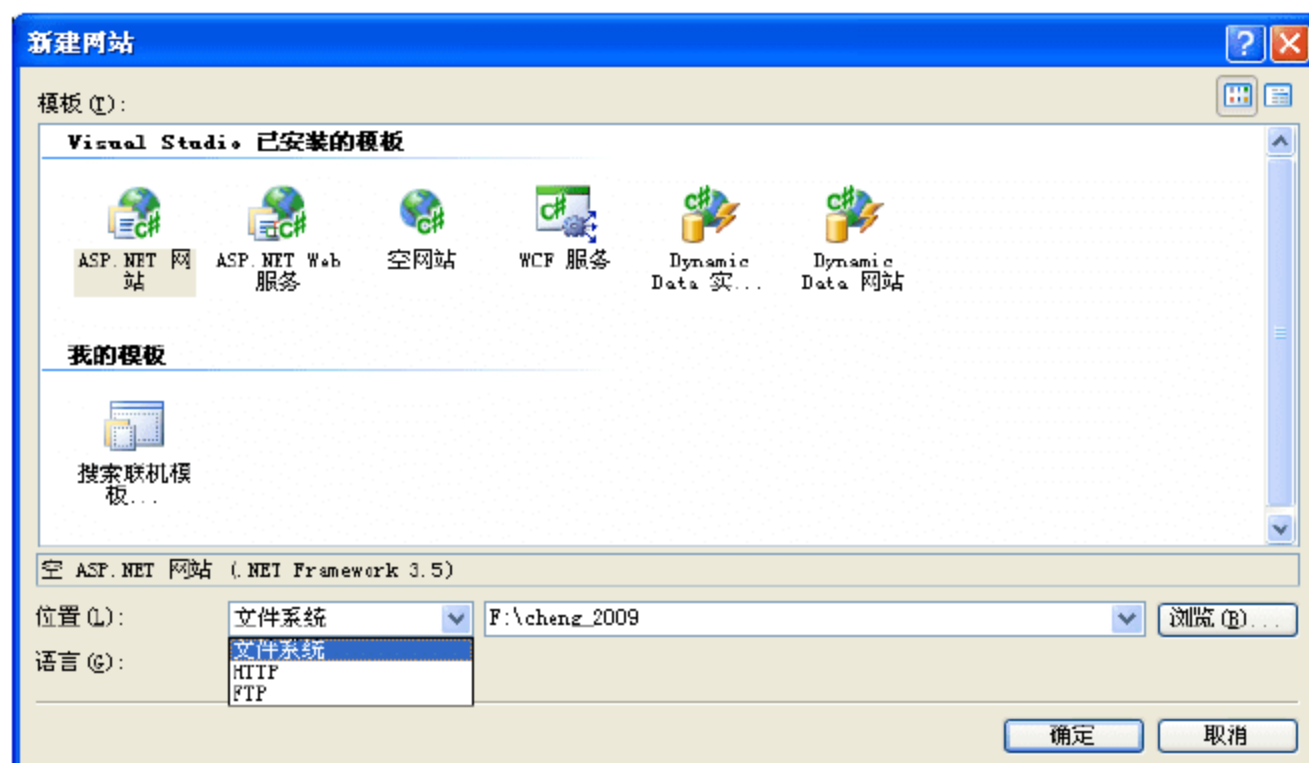 新建网站
模板(T):
Visual Studio 已安装的模板
ASP.NET 网
站
ASP.NET Web
服务
空网站
WCF 服务
Dynamic
Data 实...
Dynamic
Data 网站
我的模板
搜索联机模
板...
空 ASP.NET 网站 (.NET Framework 3.5)
位置(L): 文件系统 F:\cheng_2009 浏览(B)...
文件系统
语言(G):
HTTP
FTP
确定 取消